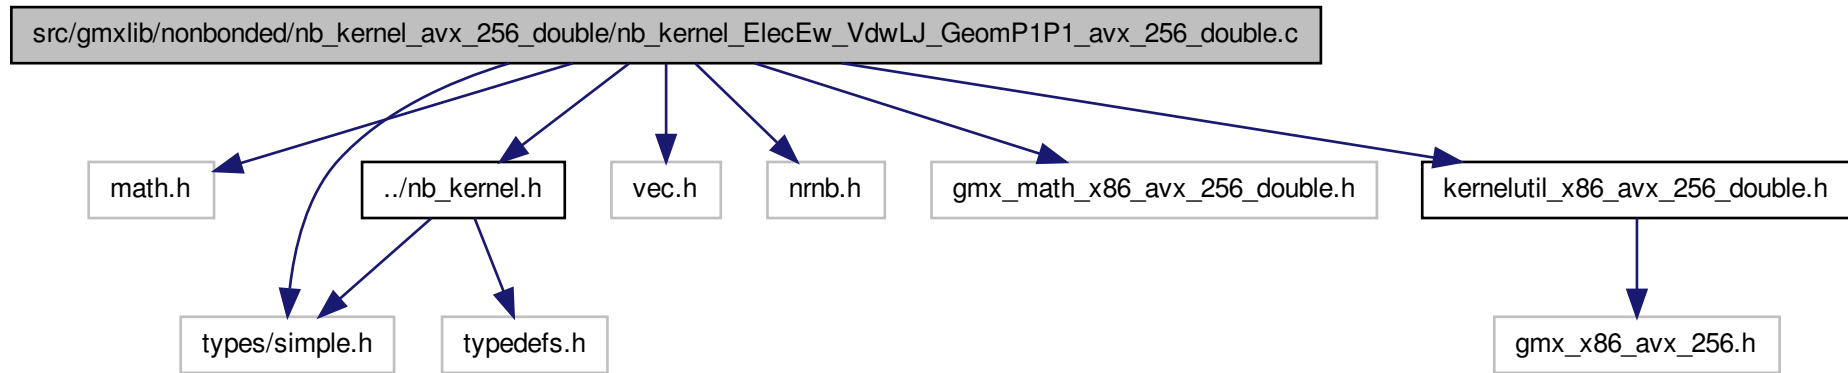 src/gmxlib/nonbonded/nb_kernel_avx_256_double/nb_kernel_ElecEw_VdwLJ_GeomP1P1_avx_256_double.c
math.h
../nb_kernel.h
vec.h
nrnb.h
gmx_math_x86_avx_256_double.h
kernelutil_x86_avx_256_double.h
types/simple.h
typedefs.h
gmx_x86_avx_256.h